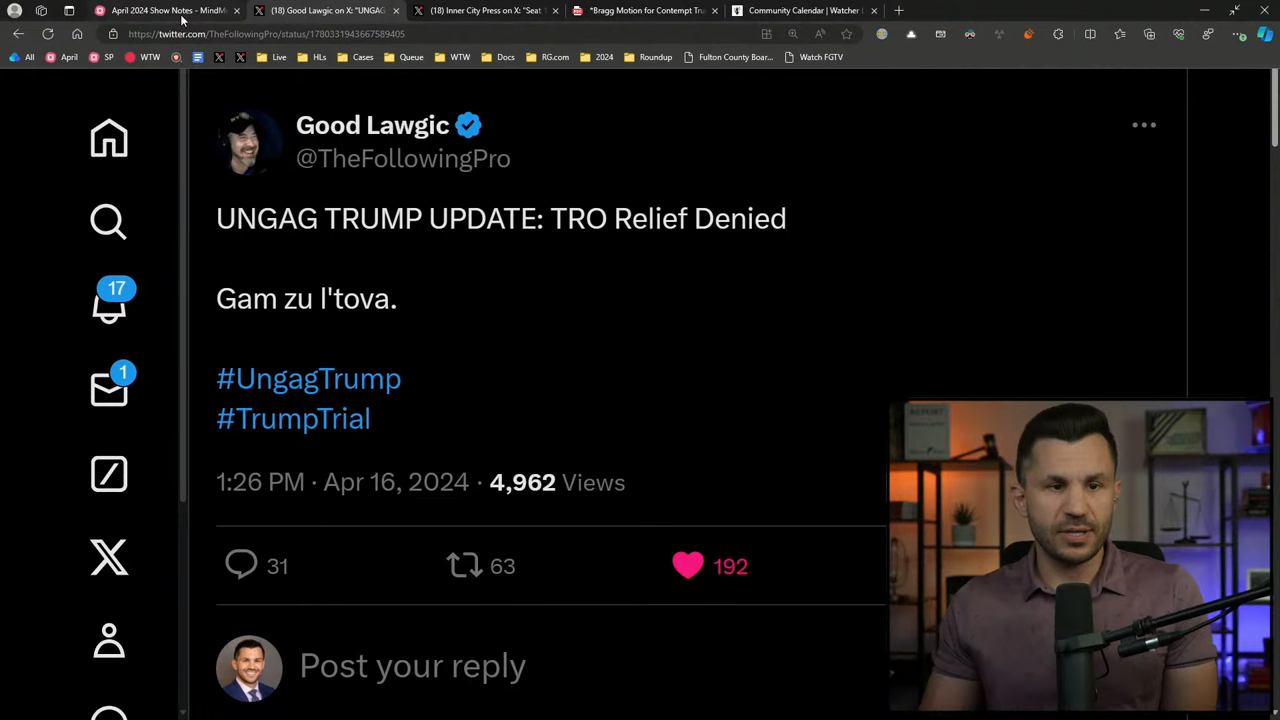 April 2024 Show Notes - MindM
(18) Good Lawgic on X: "UNGAG
(18) Inner City Press on X: "Seat
*Bragg Motion for Contempt Tru
Community Calendar | Watcher
https://twitter.com/TheFollowingPro/status/1780331943667589405
All April SP WTW Live HLs Cases Queue WTW Docs RG.com 2024 Roundup Fulton County Boar... Watch FGTV
Good Lawgic
@TheFollowingPro
UNGAG TRUMP UPDATE: TRO Relief Denied
Gam zu l'tova.
#UngagTrump
#TrumpTrial
1:26 PM · Apr 16, 2024 · 4,962 Views
31 63 192
Post your reply
17
1